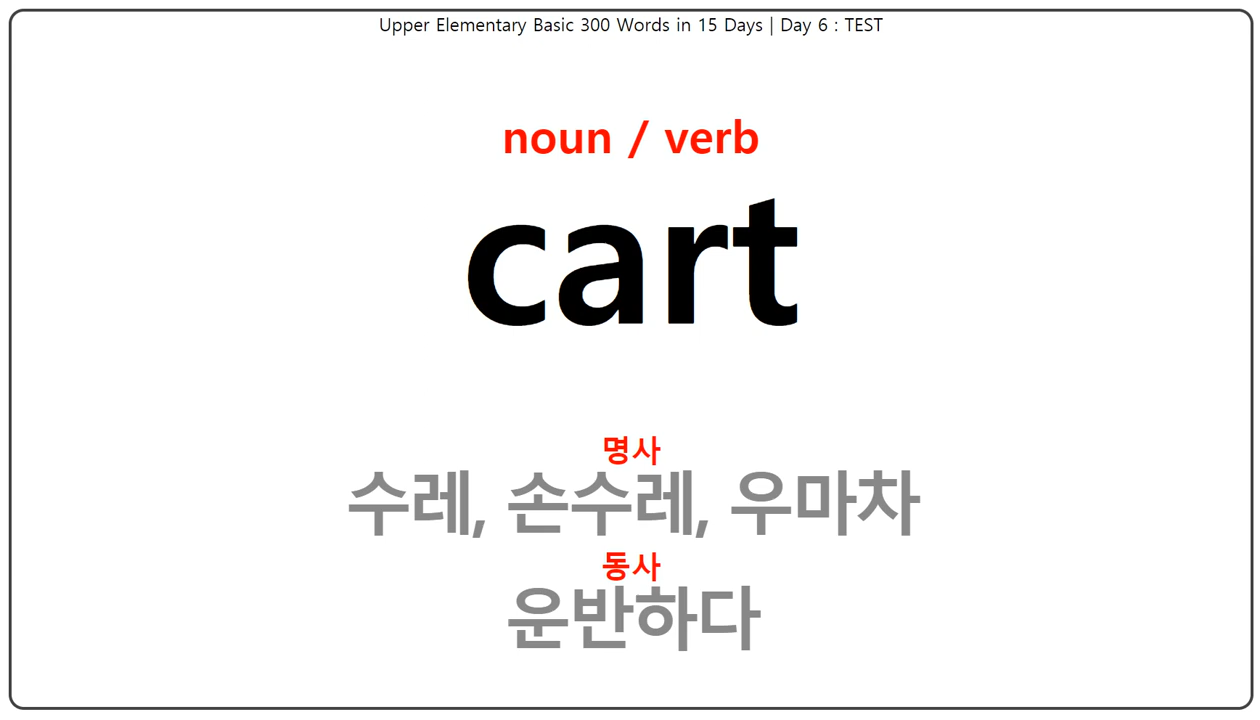 Upper Elementary Basic 300 Words in 15 Days | Day 6 : TEST
noun / verb
cart
명사
수레, 손수레, 우마차
동사
운반하다